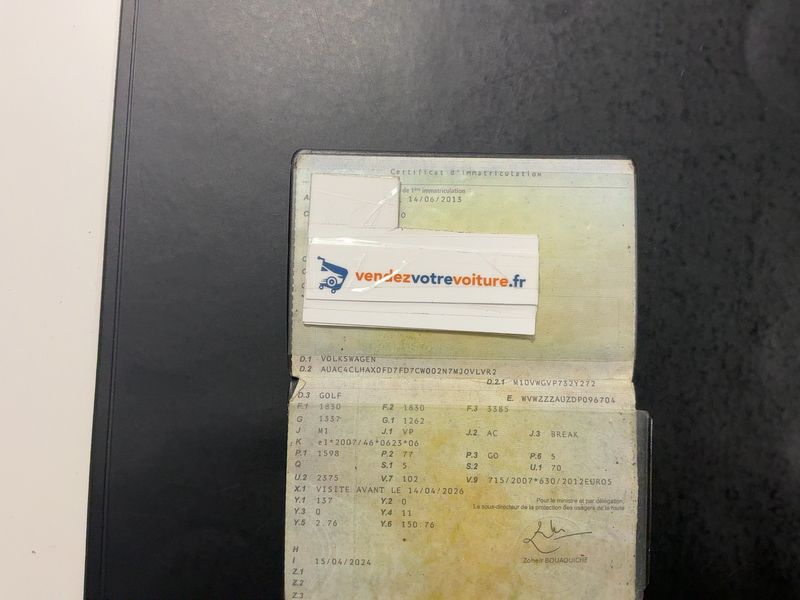 Certificat d'immatriculation
de 1ère immatriculation
A 14/06/2013
C 0
vendezvotrevoiture.fr
D.1 VOLKSWAGEN
D.2 AUAC4CLHAX0FD7FD7CW002N7MJOVLVR2
D.2.1 M10VWGVP732Y272
D.3 GOLF E. WVWZZZAUZDP096704
F.1 1830 F.2 1830 F.3 3385
G 1337 G.1 1262
J M1 J.1 VP J.2 AC J.3 BREAK
K e1*2007/46*0623*06
P.1 1598 P.2 77 P.3 GO P.6 5
Q S.1 5 S.2 U.1 70
U.2 2375 V.7 102 V.9 715/2007*630/2012EURO5
X.1 VISITE AVANT LE 14/04/2026
Y.1 137 Y.2 0 Pour le ministre et par délégation,
Y.3 0 Y.4 11 Le sous-directeur de la protection des usagers de la route
Y.5 2.76 Y.6 150.76
H Zoheir BOUAOUICHE
I 15/04/2024
Z.1
Z.2
Z.3